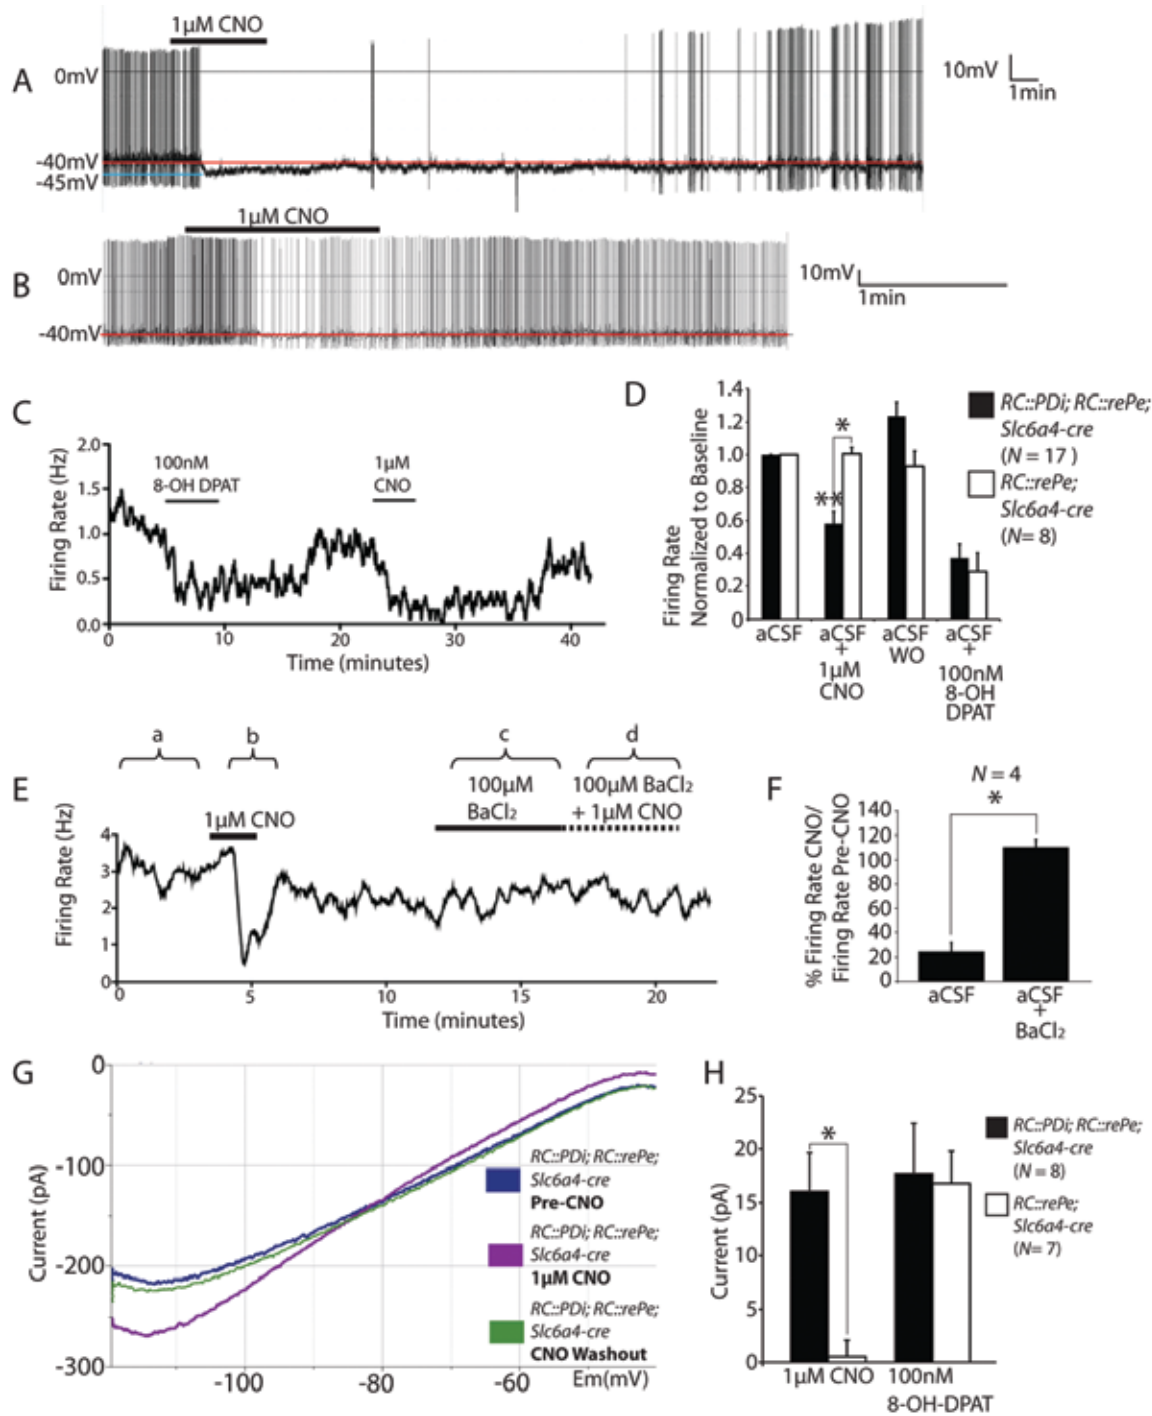 1μM CNO
A
0mV
-40mV
-45mV
10mV
1min
1μM CNO
B
0mV
-40mV
10mV
1min
C
Firing Rate (Hz)
2.0
1.5
1.0
0.5
0.0
100nM
8-OH DPAT
1μM
CNO
0
10
20
30
40
Time (minutes)
D
Firing Rate
Normalized to Baseline
1.4
1.2
1.0
0.8
0.6
0.4
0.2
0
*
**
aCSF
aCSF
+
1μM
CNO
aCSF
WO
aCSF
+
100nM
8-OH
DPAT
RC::PDi; RC::rePe;
Slc6a4-cre
(N = 17 )
RC::rePe;
Slc6a4-cre
(N= 8)
a
b
c
d
E
Firing Rate (Hz)
4
3
2
1
0
1μM CNO
100μM
BaCl₂
100μM BaCl₂
+ 1μM CNO
0
5
10
15
20
Time (minutes)
F
N = 4
*
% Firing Rate CNO/
Firing Rate Pre-CNO
140
120
100
80
60
40
20
0
aCSF
aCSF
+
BaCl₂
G
Current (pA)
0
-100
-200
-300
RC::PDi; RC::rePe;
Slc6a4-cre
Pre-CNO
RC::PDi; RC::rePe;
Slc6a4-cre
1μM CNO
RC::PDi; RC::rePe;
Slc6a4-cre
CNO Washout
-100
-80
-60
Em(mV)
H
Current (pA)
25
20
15
10
5
0
*
1μM CNO
100nM
8-OH-DPAT
RC::PDi; RC::rePe;
Slc6a4-cre
(N = 8)
RC::rePe;
Slc6a4-cre
(N= 7)